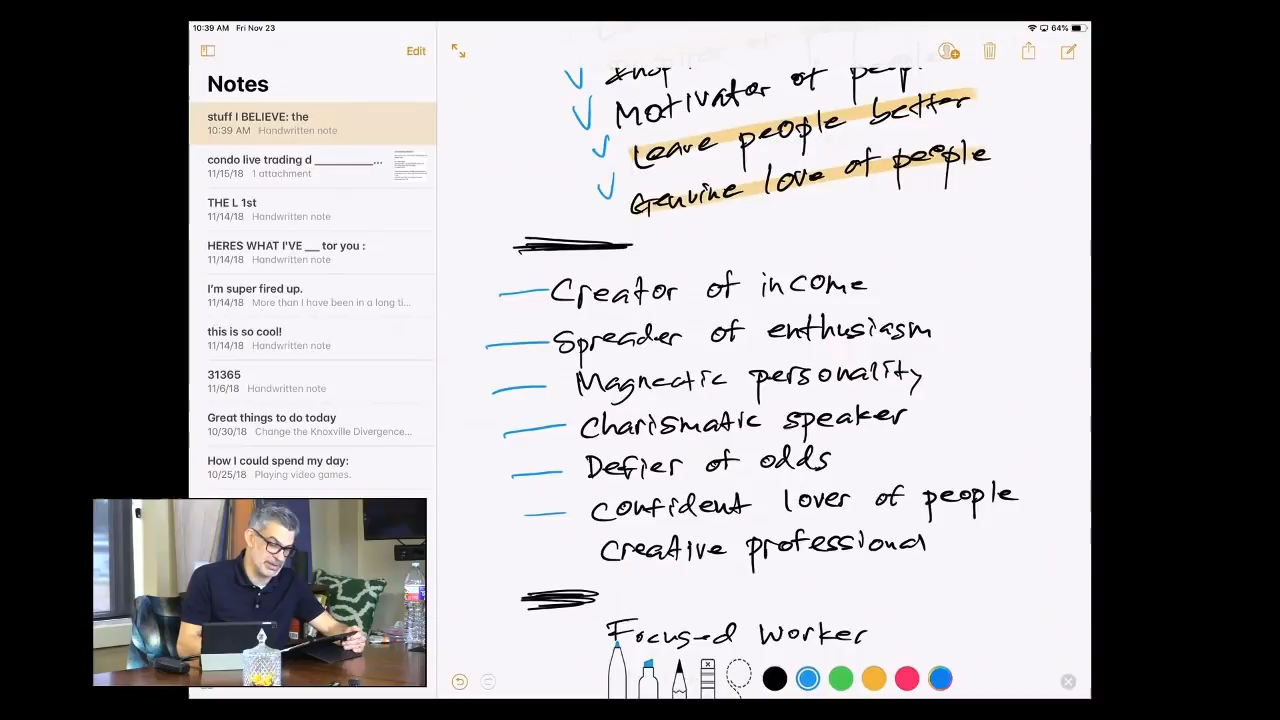 10:39 AM Fri Nov 23
64%
Edit
Notes
stuff I BELIEVE: the
10:39 AM Handwritten note
condo live trading d ___________...
11/15/18 1 attachment
THE L 1st
11/14/18 Handwritten note
HERES WHAT I'VE ___ tor you :
11/14/18 Handwritten note
I'm super fired up.
11/14/18 More than I have been in a long ti...
this is so cool!
11/14/18 Handwritten note
31365
11/6/18 Handwritten note
Great things to do today
10/30/18 Change the Knoxville Divergence...
How I could spend my day:
10/25/18 Playing video games.
Motivator of peop
Leave people better
Genuine love of people
Creator of income
Spreader of enthusiasm
Magnetic personality
Charismatic speaker
Defier of odds
Confident lover of people
Creative professional
Focused worker